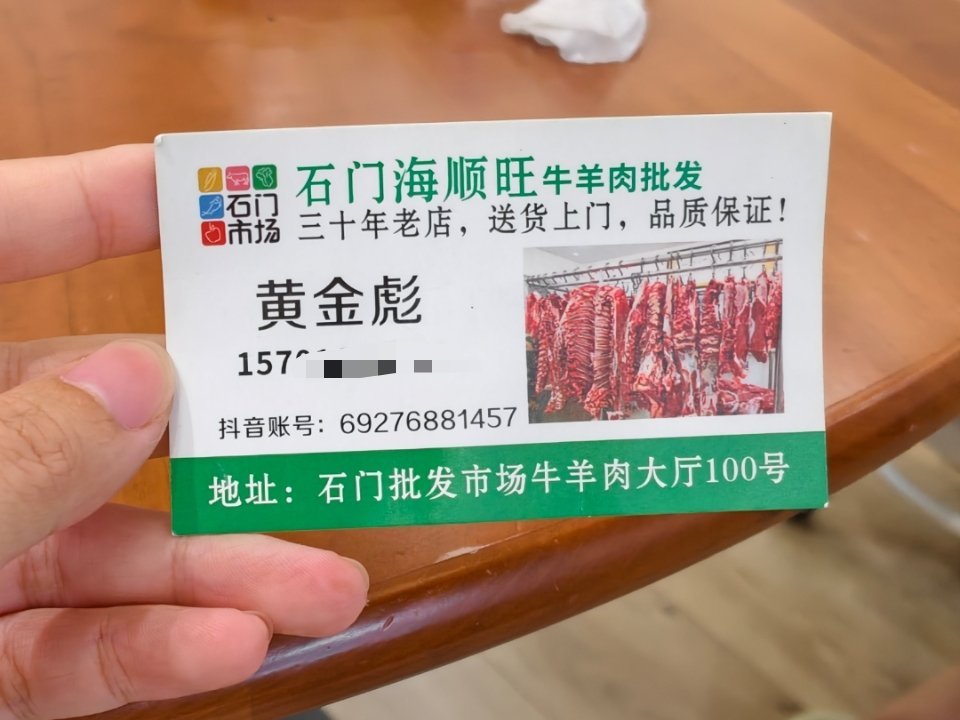 石门海顺旺牛羊肉批发
三十年老店，送货上门，品质保证！
石门
市场
黄金彪
157
抖音账号：69276881457
地址：石门批发市场牛羊肉大厅100号